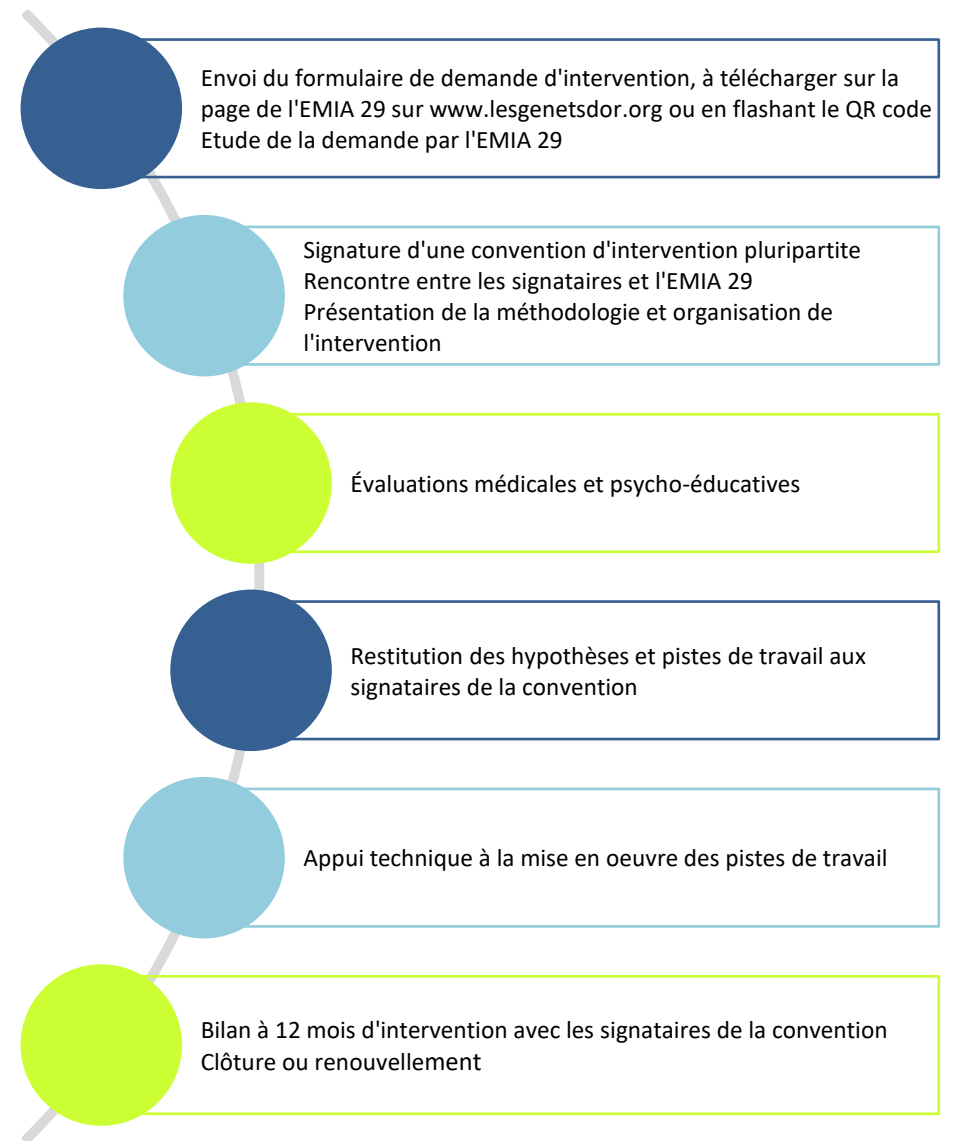 Envoi du formulaire de demande d'intervention, à télécharger sur la
page de l'EMIA 29 sur www.lesgenetsdor.org ou en flashant le QR code
Etude de la demande par l'EMIA 29
Signature d'une convention d'intervention pluripartite
Rencontre entre les signataires et l'EMIA 29
Présentation de la méthodologie et organisation de
l'intervention
Évaluations médicales et psycho-éducatives
Restitution des hypothèses et pistes de travail aux
signataires de la convention
Appui technique à la mise en oeuvre des pistes de travail
Bilan à 12 mois d'intervention avec les signataires de la convention
Clôture ou renouvellement